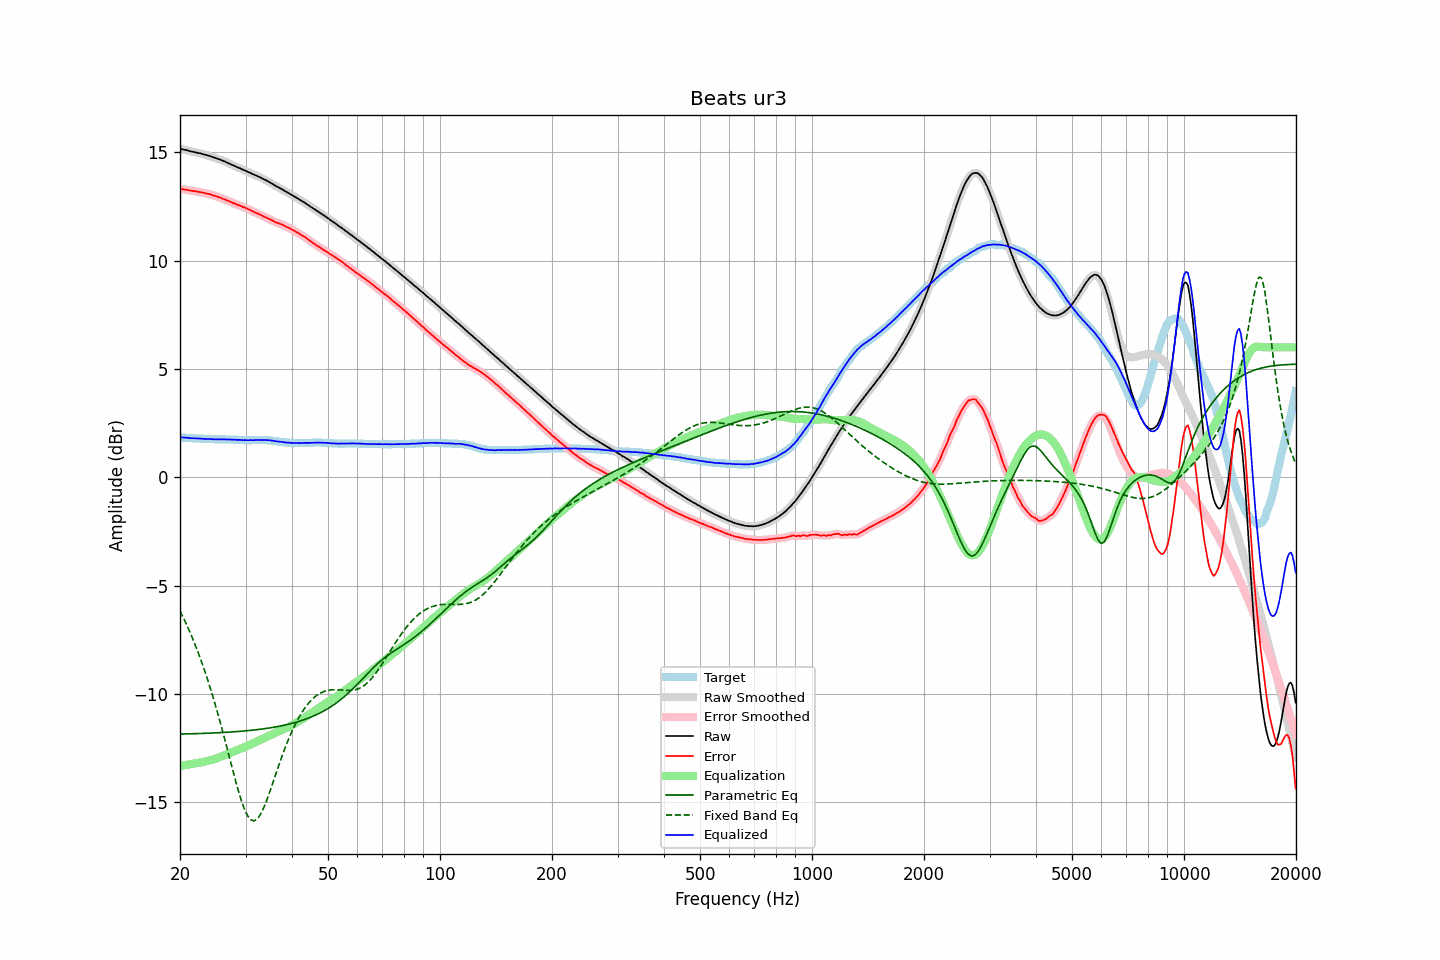 Beats ur3
Amplitude (dBr)
15
10
5
0
−5
−10
−15
Target
Raw Smoothed
Error Smoothed
Raw
Error
Equalization
Parametric Eq
Fixed Band Eq
Equalized
20 50 100 200 500 1000 2000 5000 10000 20000
Frequency (Hz)